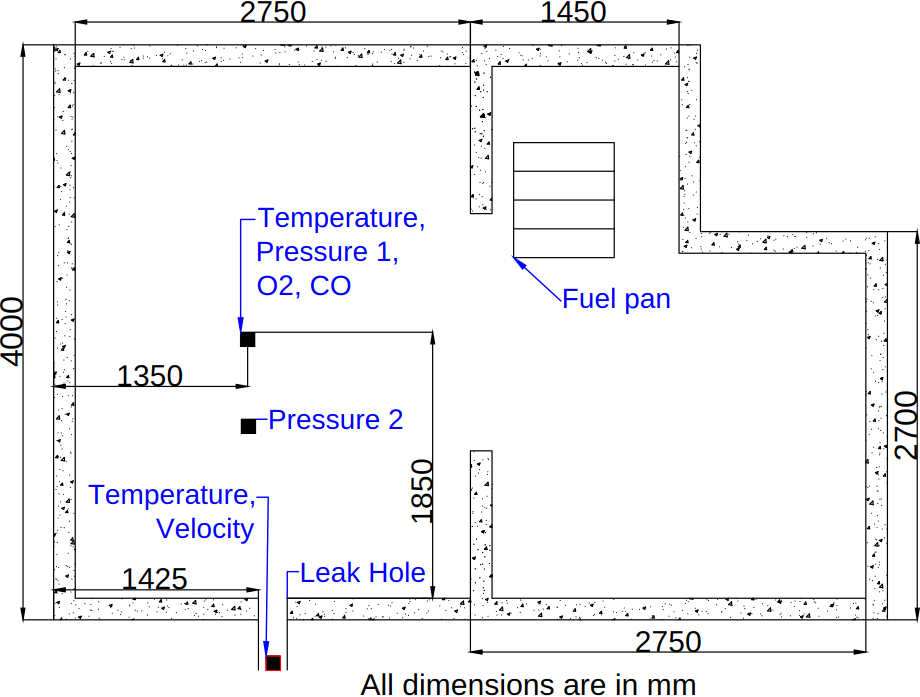 2750
1450
Temperature,
Pressure 1,
O2, CO
Fuel pan
4000
1350
2700
Pressure 2
1850
Temperature,
Velocity
1425
Leak Hole
2750
All dimensions are in mm